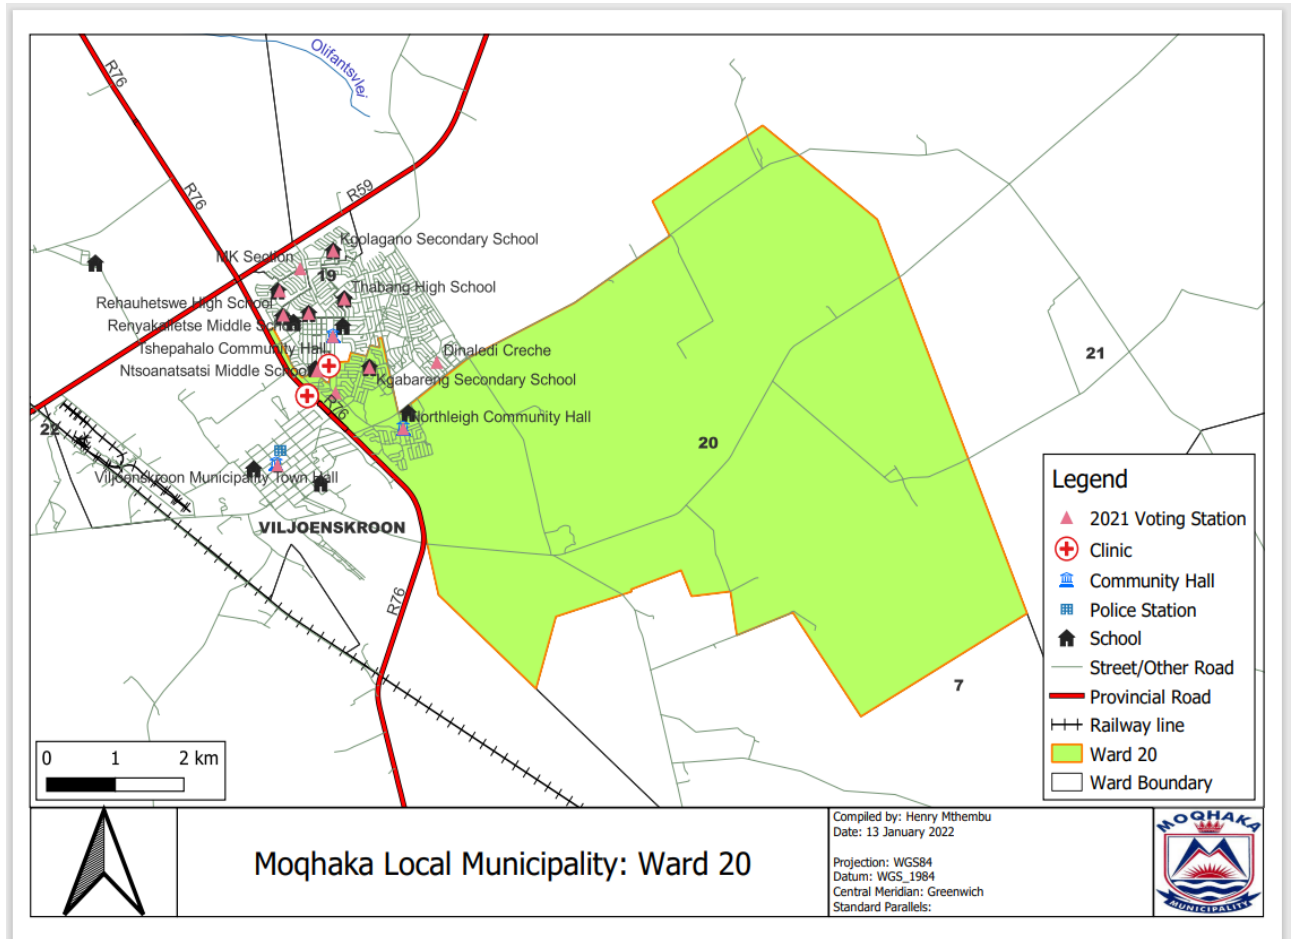 Olifantsvlei
R76
R76
R59
Kgolagano Secondary School
MK Section
19
Thabang High School
Rehauhetswe High School
Renyakalletse Middle School
Tshepahalo Community Hall
Dinaledi Creche
Ntsoanatsatsi Middle School
Kgabareng Secondary School
R76
Northleigh Community Hall
21
22
20
Viljoenskroon Municipality Town Hall
VILJOENSKROON
R76
7
Legend
2021 Voting Station
Clinic
Community Hall
Police Station
School
Street/Other Road
Provincial Road
Railway line
Ward 20
Ward Boundary
0 1 2 km
Moqhaka Local Municipality: Ward 20
Compiled by: Henry Mthembu
Date: 13 January 2022
Projection: WGS84
Datum: WGS_1984
Central Meridian: Greenwich
Standard Parallels:
MOQHAKA
MUNICIPALITY